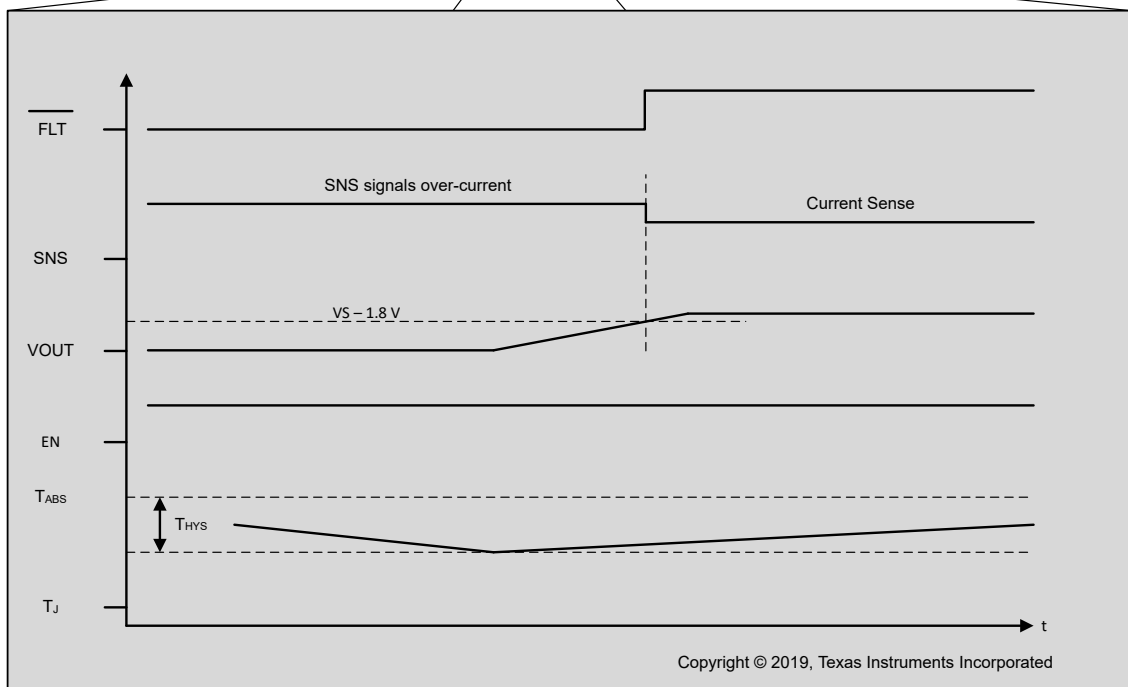 FLT
SNS signals over-current
Current Sense
SNS
VS – 1.8 V
VOUT
EN
TABS
THYS
TJ
t
Copyright © 2019, Texas Instruments Incorporated